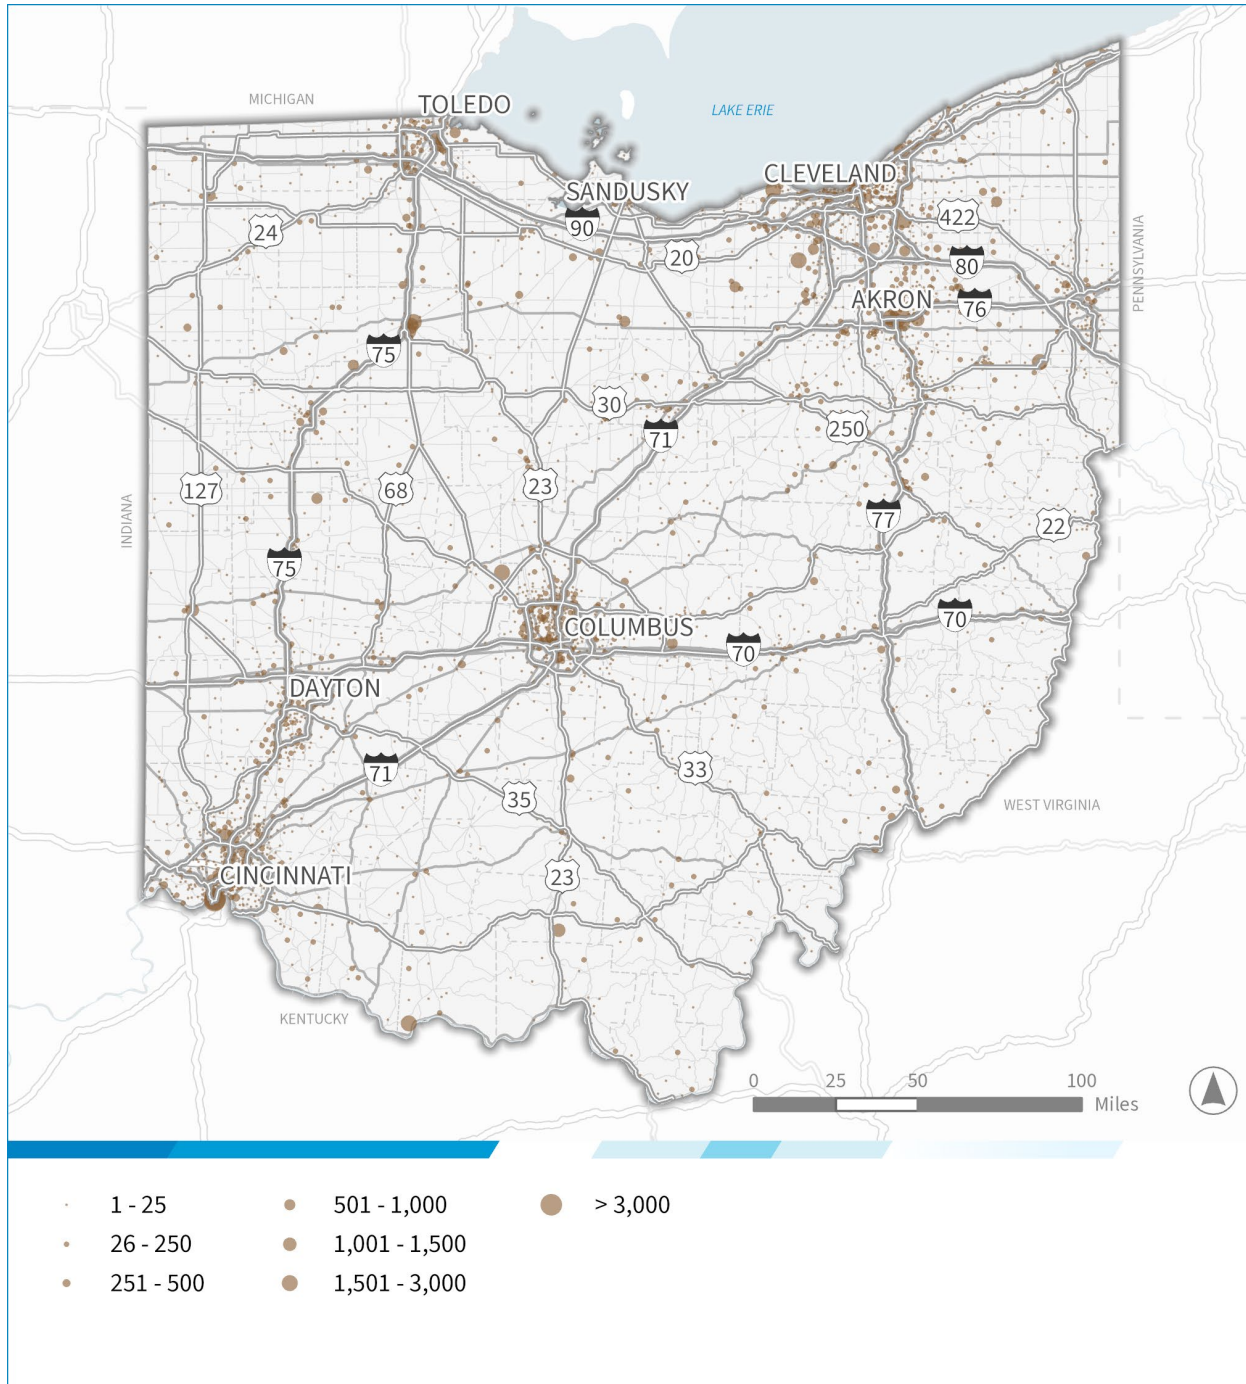 MICHIGAN
TOLEDO
LAKE ERIE
SANDUSKY
CLEVELAND
24
90
20
422
80
PENNSYLVANIA
AKRON
76
75
30
71
250
INDIANA
127
68
23
77
22
75
COLUMBUS
70
70
DAYTON
71
35
33
WEST VIRGINIA
CINCINNATI
23
KENTUCKY
0 25 50 100
Miles
1 - 25
26 - 250
251 - 500
501 - 1,000
1,001 - 1,500
1,501 - 3,000
> 3,000